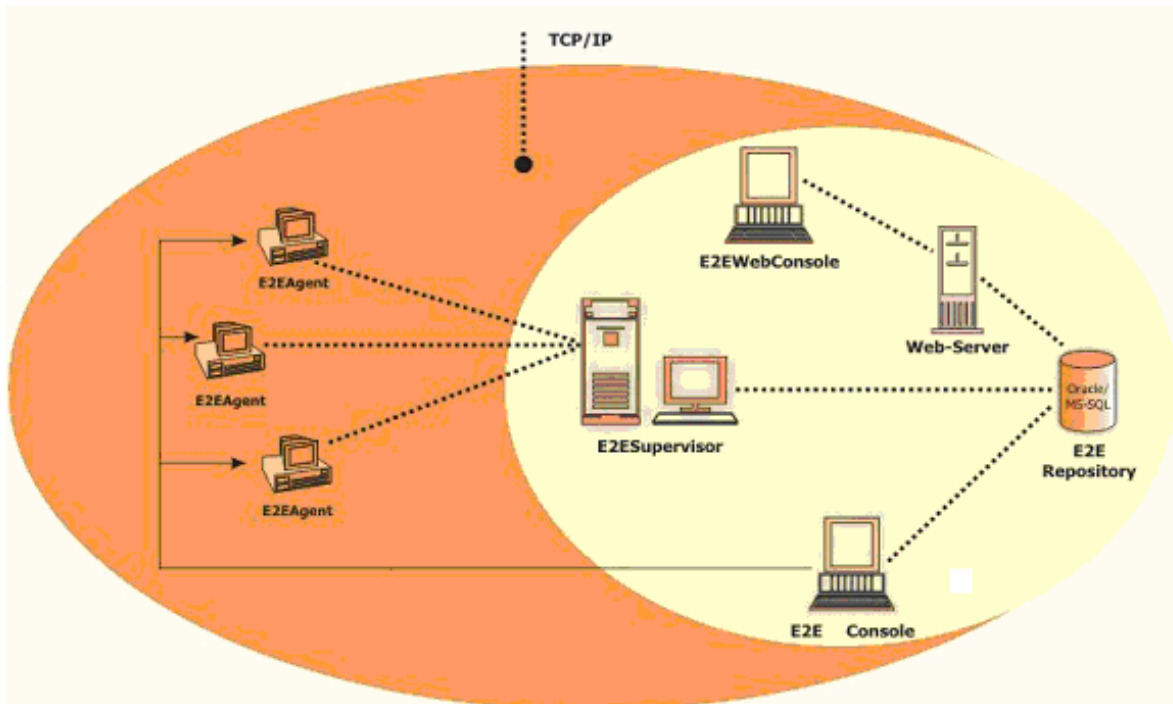 TCP/IP
E2EAgent
E2EAgent
E2EAgent
E2ESupervisor
E2EWebConsole
Web-Server
Oracle/
MS-SQL
E2E
Repository
E2E Console